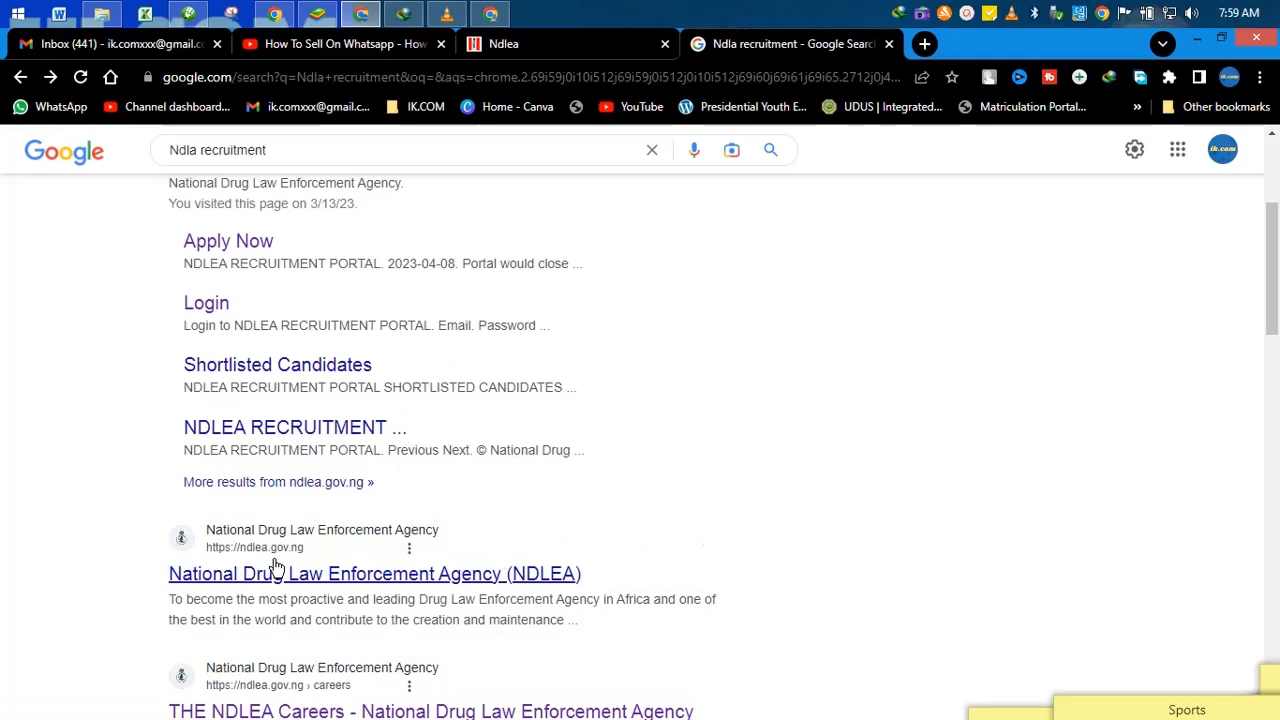 7:59 AM
Inbox (441) - ik.comxxx@gmail.c
How To Sell On Whatsapp - How
Ndlea
Ndla recruitment - Google Searc
google.com/search?q=Ndla+recruitment&oq=&aqs=chrome.2.69i59j0i10i512j69i59j0i512j0i10i512j69i60j69i61j69i65.2712j0j4...
WhatsApp
Channel dashboard...
ik.comxxx@gmail.c...
IK.COM
Home - Canva
YouTube
Presidential Youth E...
UDUS | Integrated...
Matriculation Portal...
»
Other bookmarks
Google
Ndla recruitment
ik.com
National Drug Law Enforcement Agency.
You visited this page on 3/13/23.
Apply Now
NDLEA RECRUITMENT PORTAL. 2023-04-08. Portal would close ...
Login
Login to NDLEA RECRUITMENT PORTAL. Email. Password ...
Shortlisted Candidates
NDLEA RECRUITMENT PORTAL SHORTLISTED CANDIDATES ...
NDLEA RECRUITMENT ...
NDLEA RECRUITMENT PORTAL. Previous Next. © National Drug ...
More results from ndlea.gov.ng »
National Drug Law Enforcement Agency
https://ndlea.gov.ng
National Drug Law Enforcement Agency (NDLEA)
To become the most proactive and leading Drug Law Enforcement Agency in Africa and one of
the best in the world and contribute to the creation and maintenance ...
National Drug Law Enforcement Agency
https://ndlea.gov.ng › careers
THE NDLEA Careers - National Drug Law Enforcement Agency
Sports